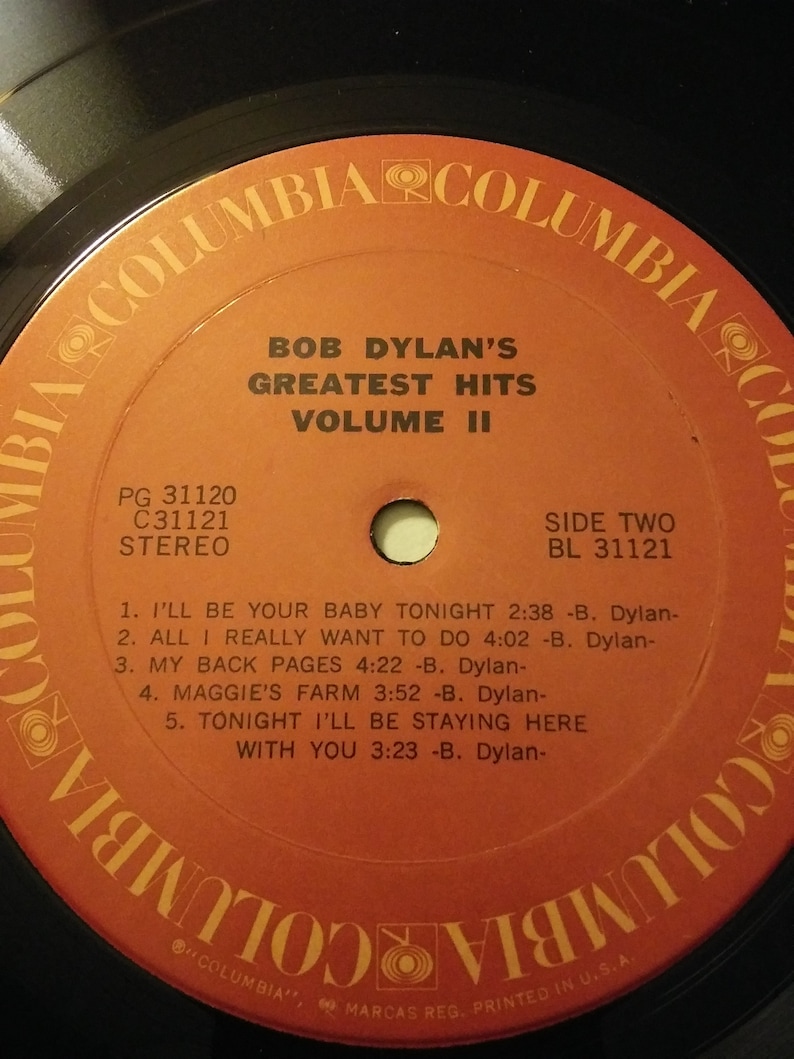 COLUMBIA COLUMBIA COLUMBIA COLUMBIA COLUMBIA COLUMBIA COLUMBIA COLUMBIA
BOB DYLAN'S
GREATEST HITS
VOLUME II
PG 31120
C31121
STEREO
SIDE TWO
BL 31121
1. I'LL BE YOUR BABY TONIGHT 2:38 -B. Dylan-
2. ALL I REALLY WANT TO DO 4:02 -B. Dylan-
3. MY BACK PAGES 4:22 -B. Dylan-
4. MAGGIE'S FARM 3:52 -B. Dylan-
5. TONIGHT I'LL BE STAYING HERE
WITH YOU 3:23 -B. Dylan-
®"COLUMBIA", MARCAS REG. PRINTED IN U.S.A.